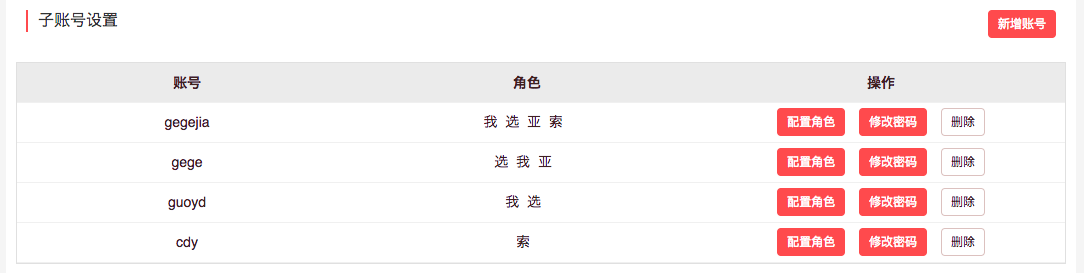 子账号设置 新增账号
账号 角色 操作
gegejia 我 选 亚 索 配置角色 修改密码 删除
gege 选 我 亚 配置角色 修改密码 删除
guoyd 我 选 配置角色 修改密码 删除
cdy 索 配置角色 修改密码 删除